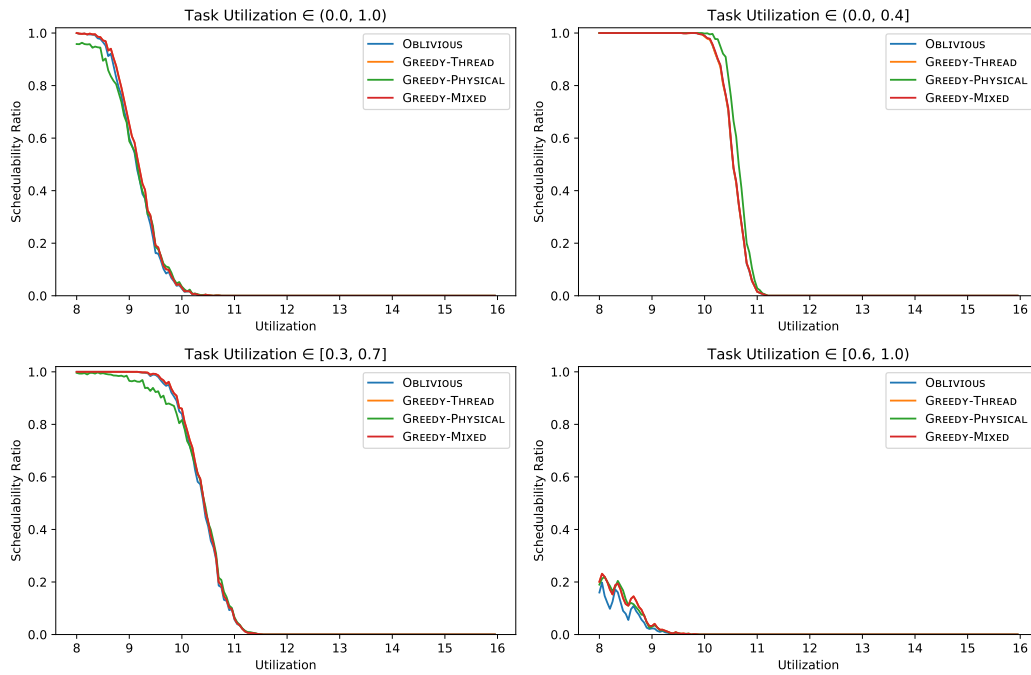 Task Utilization ∈ (0.0, 1.0)
1.0
0.8
0.6
0.4
0.2
0.0
Schedulability Ratio
Oblivious
Greedy-Thread
Greedy-Physical
Greedy-Mixed
8 9 10 11 12 13 14 15 16
Utilization
Task Utilization ∈ (0.0, 0.4]
1.0
0.8
0.6
0.4
0.2
0.0
Schedulability Ratio
Oblivious
Greedy-Thread
Greedy-Physical
Greedy-Mixed
8 9 10 11 12 13 14 15 16
Utilization
Task Utilization ∈ [0.3, 0.7]
1.0
0.8
0.6
0.4
0.2
0.0
Schedulability Ratio
Oblivious
Greedy-Thread
Greedy-Physical
Greedy-Mixed
8 9 10 11 12 13 14 15 16
Utilization
Task Utilization ∈ [0.6, 1.0)
1.0
0.8
0.6
0.4
0.2
0.0
Schedulability Ratio
Oblivious
Greedy-Thread
Greedy-Physical
Greedy-Mixed
8 9 10 11 12 13 14 15 16
Utilization